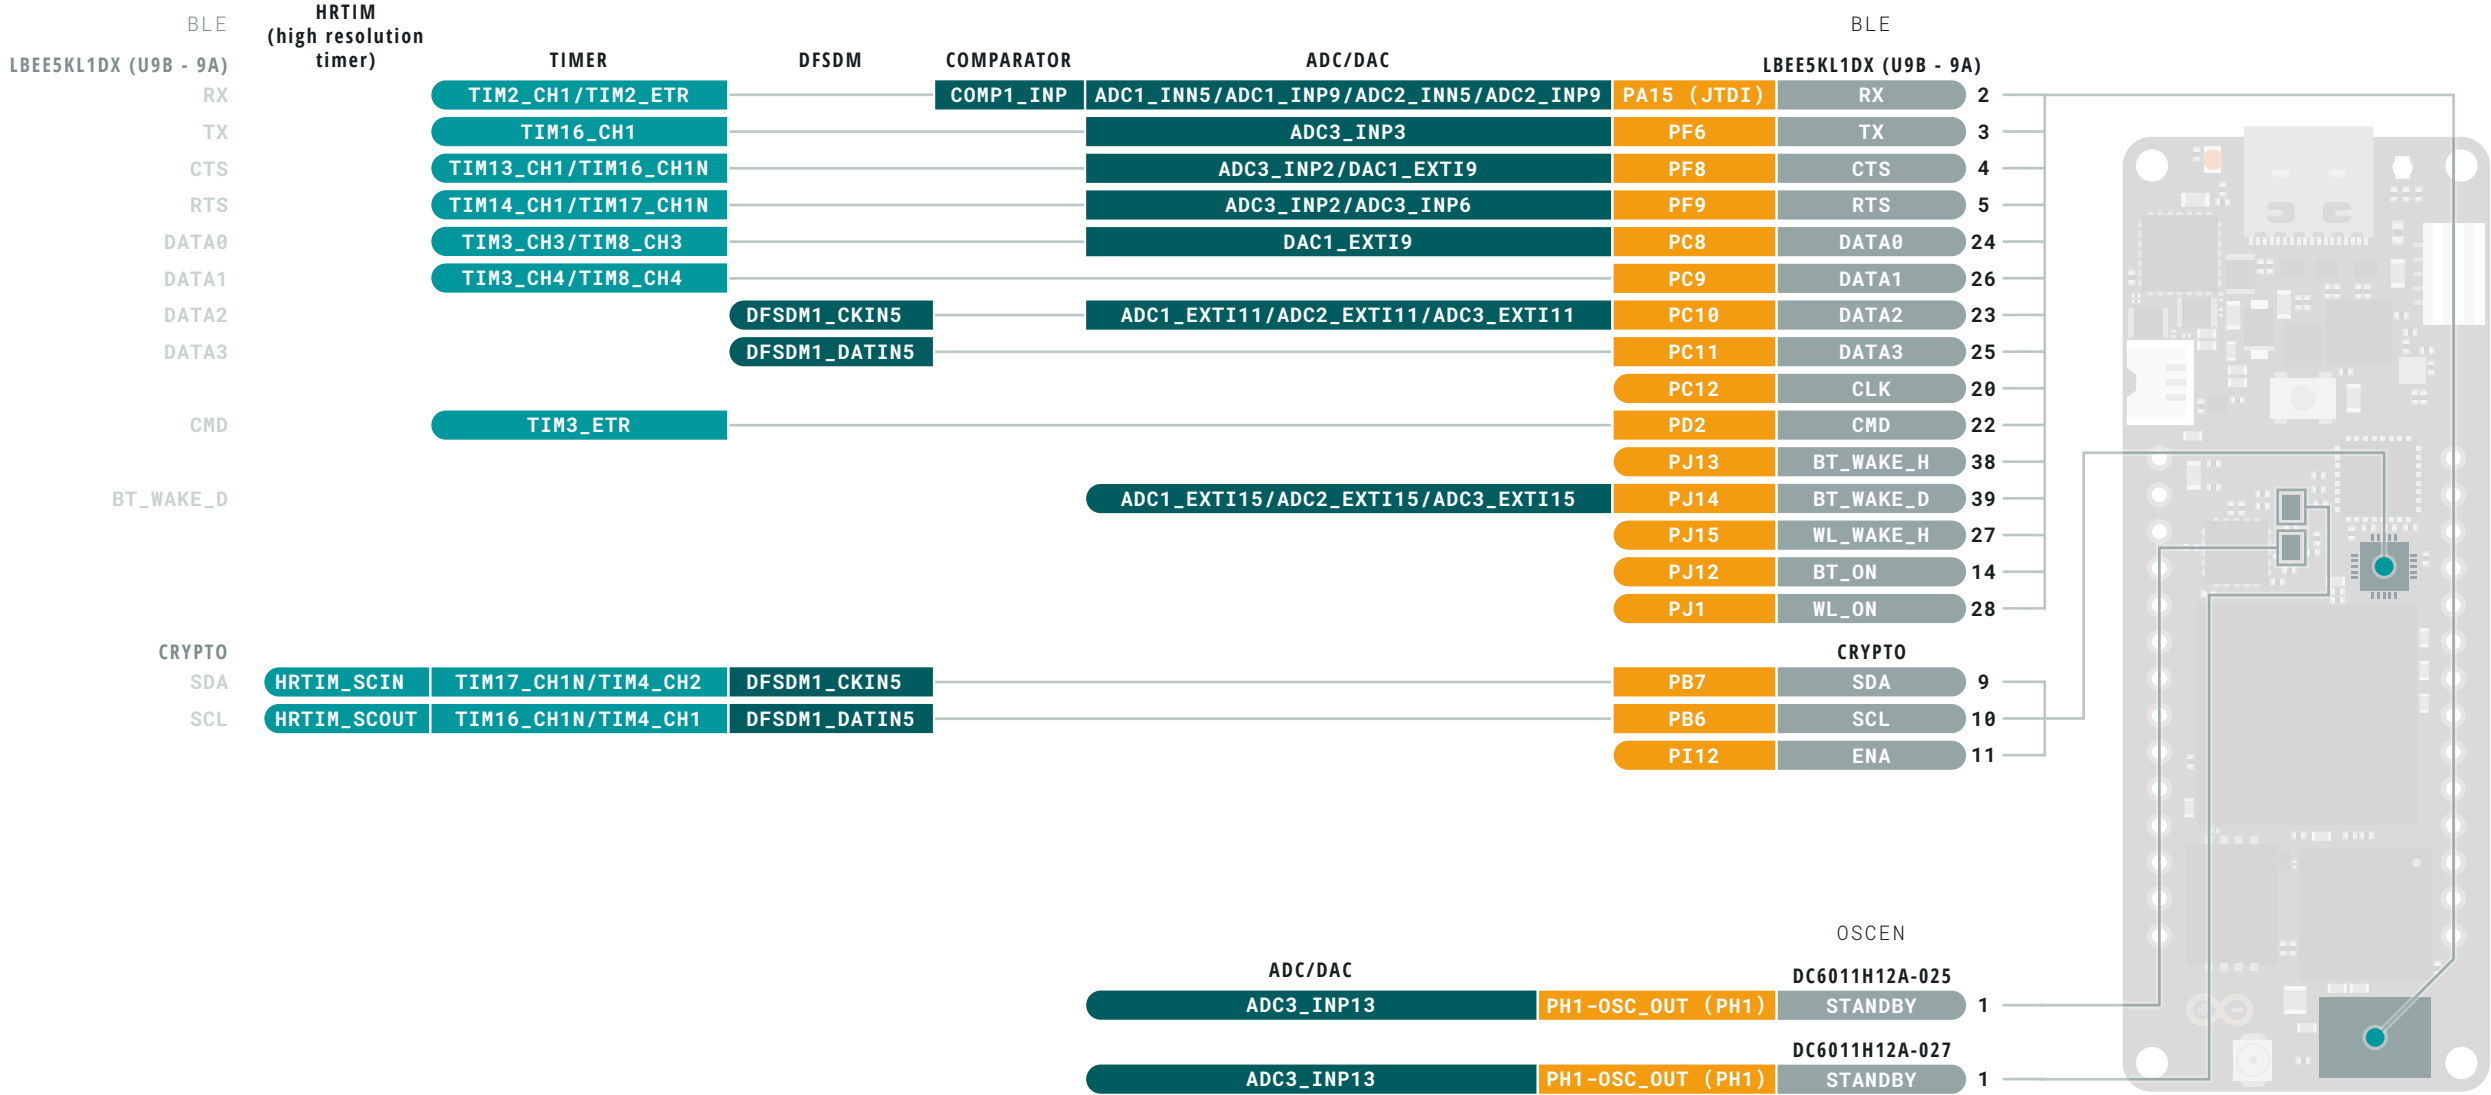 BLE HRTIM BLE
(high resolution
LBEE5KL1DX (U9B - 9A) timer) TIMER DFSDM COMPARATOR ADC/DAC LBEE5KL1DX (U9B - 9A)
RX TIM2_CH1/TIM2_ETR COMP1_INP ADC1_INN5/ADC1_INP9/ADC2_INN5/ADC2_INP9 PA15 (JTDI) RX 2
TX TIM16_CH1 ADC3_INP3 PF6 TX 3
CTS TIM13_CH1/TIM16_CH1N ADC3_INP2/DAC1_EXTI9 PF8 CTS 4
RTS TIM14_CH1/TIM17_CH1N ADC3_INP2/ADC3_INP6 PF9 RTS 5
DATA0 TIM3_CH3/TIM8_CH3 DAC1_EXTI9 PC8 DATA0 24
DATA1 TIM3_CH4/TIM8_CH4 PC9 DATA1 26
DATA2 DFSDM1_CKIN5 ADC1_EXTI11/ADC2_EXTI11/ADC3_EXTI11 PC10 DATA2 23
DATA3 DFSDM1_DATIN5 PC11 DATA3 25
PC12 CLK 20
CMD TIM3_ETR PD2 CMD 22
PJ13 BT_WAKE_H 38
BT_WAKE_D ADC1_EXTI15/ADC2_EXTI15/ADC3_EXTI15 PJ14 BT_WAKE_D 39
PJ15 WL_WAKE_H 27
PJ12 BT_ON 14
PJ1 WL_ON 28
CRYPTO CRYPTO
SDA HRTIM_SCIN TIM17_CH1N/TIM4_CH2 DFSDM1_CKIN5 PB7 SDA 9
SCL HRTIM_SCOUT TIM16_CH1N/TIM4_CH1 DFSDM1_DATIN5 PB6 SCL 10
PI12 ENA 11
OSCEN
ADC/DAC DC6011H12A-025
ADC3_INP13 PH1-OSC_OUT (PH1) STANDBY 1
DC6011H12A-027
ADC3_INP13 PH1-OSC_OUT (PH1) STANDBY 1